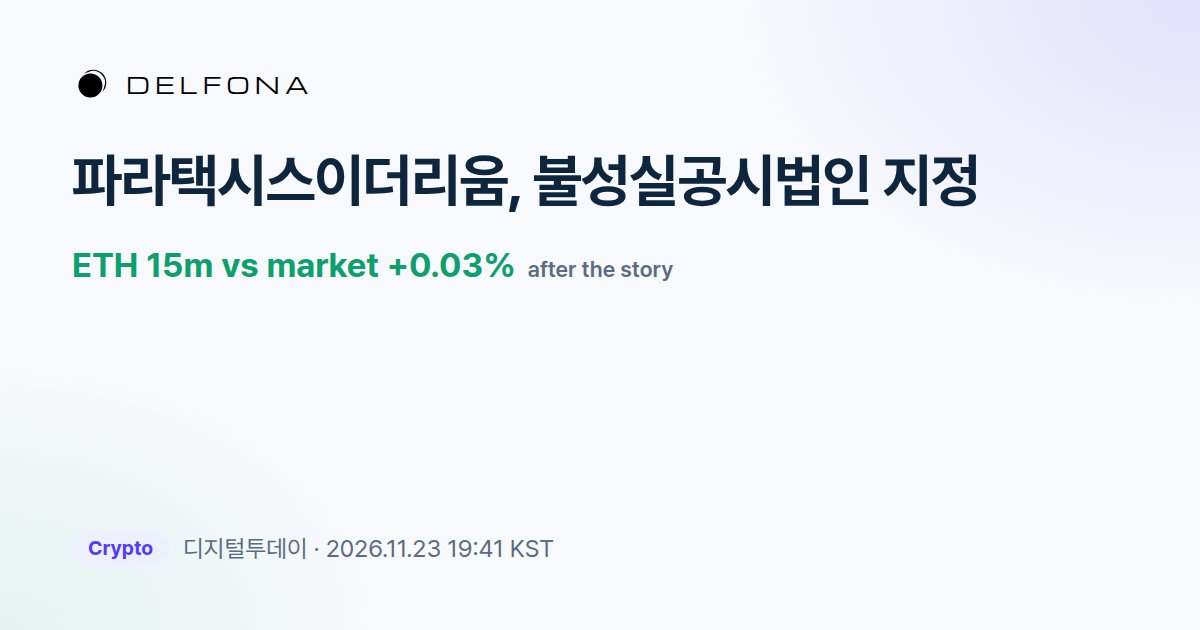 DELFONA
파라택시스이더리움, 불성실공시법인 지정
ETH 15m vs market +0.03% after the story
Crypto 디지털투데이 · 2026.11.23 19:41 KST